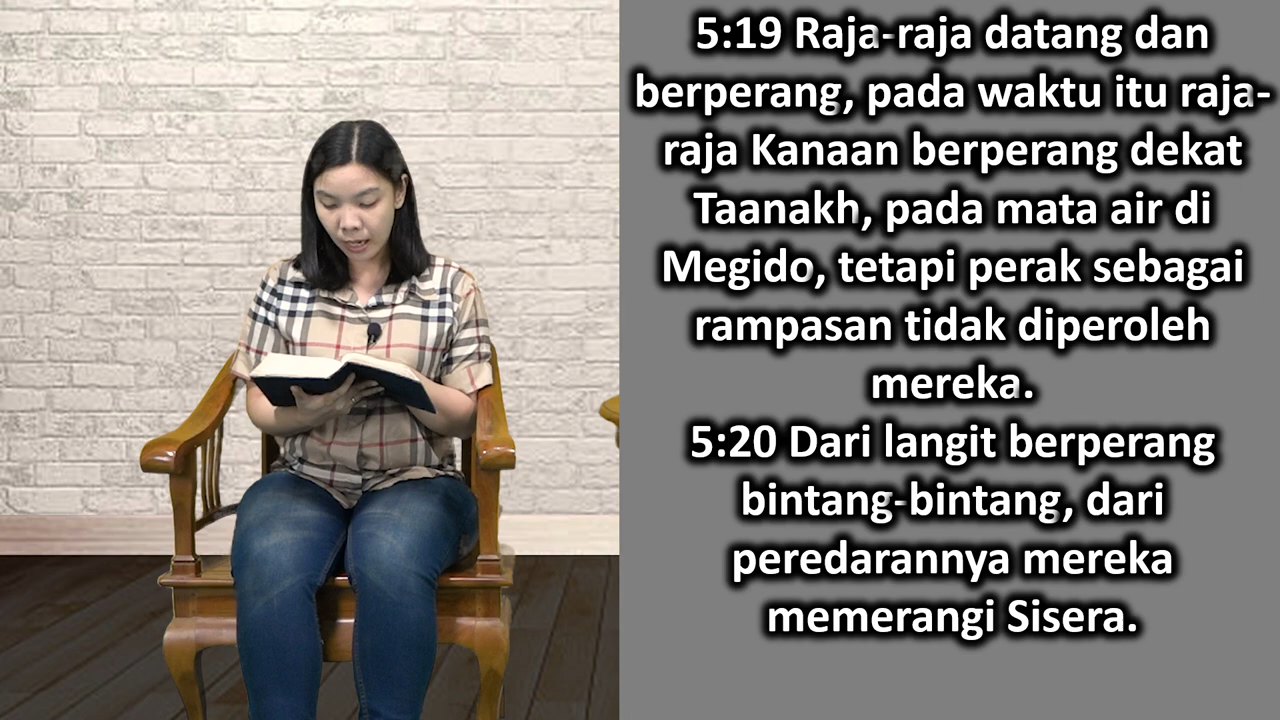 5:19 Raja-raja datang dan
berperang, pada waktu itu raja-
raja Kanaan berperang dekat
Taanakh, pada mata air di
Megido, tetapi perak sebagai
rampasan tidak diperoleh
mereka.
5:20 Dari langit berperang
bintang-bintang, dari
peredarannya mereka
memerangi Sisera.